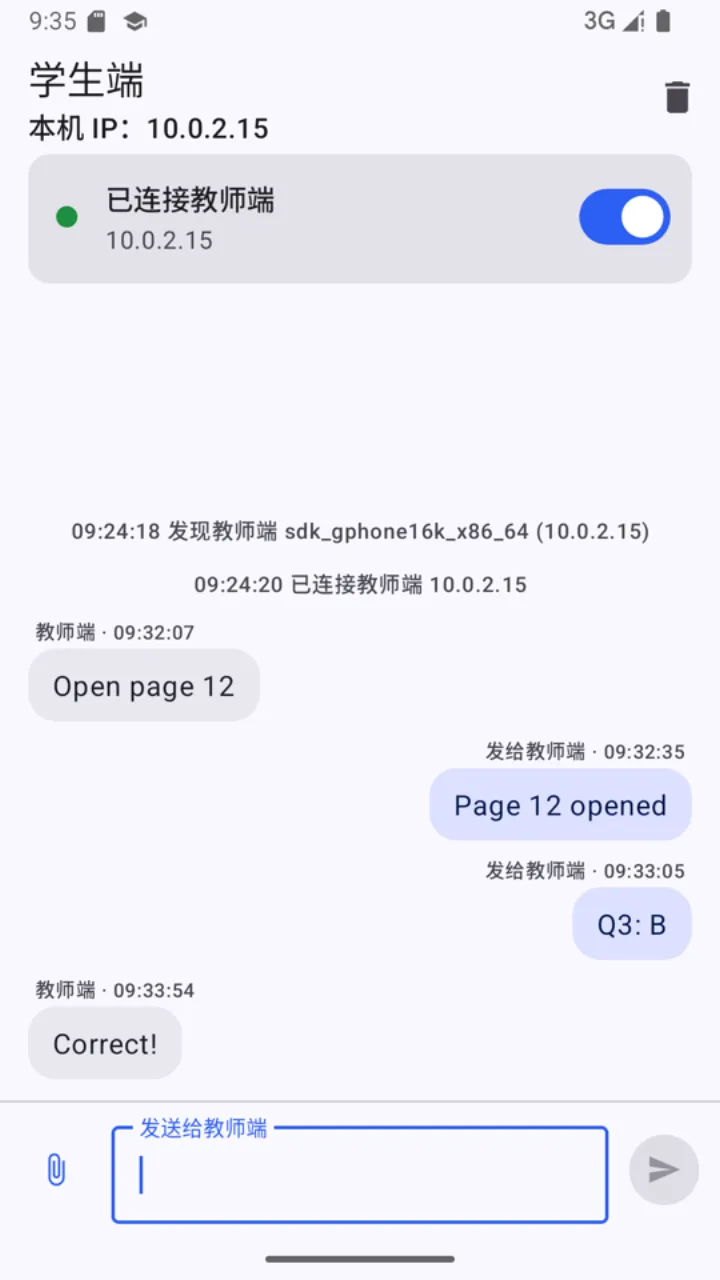 9:35
3G
学生端
本机 IP：10.0.2.15
已连接教师端
10.0.2.15
09:24:18 发现教师端 sdk_gphone16k_x86_64 (10.0.2.15)
09:24:20 已连接教师端 10.0.2.15
教师端 · 09:32:07
Open page 12
发给教师端 · 09:32:35
Page 12 opened
发给教师端 · 09:33:05
Q3: B
教师端 · 09:33:54
Correct!
发送给教师端